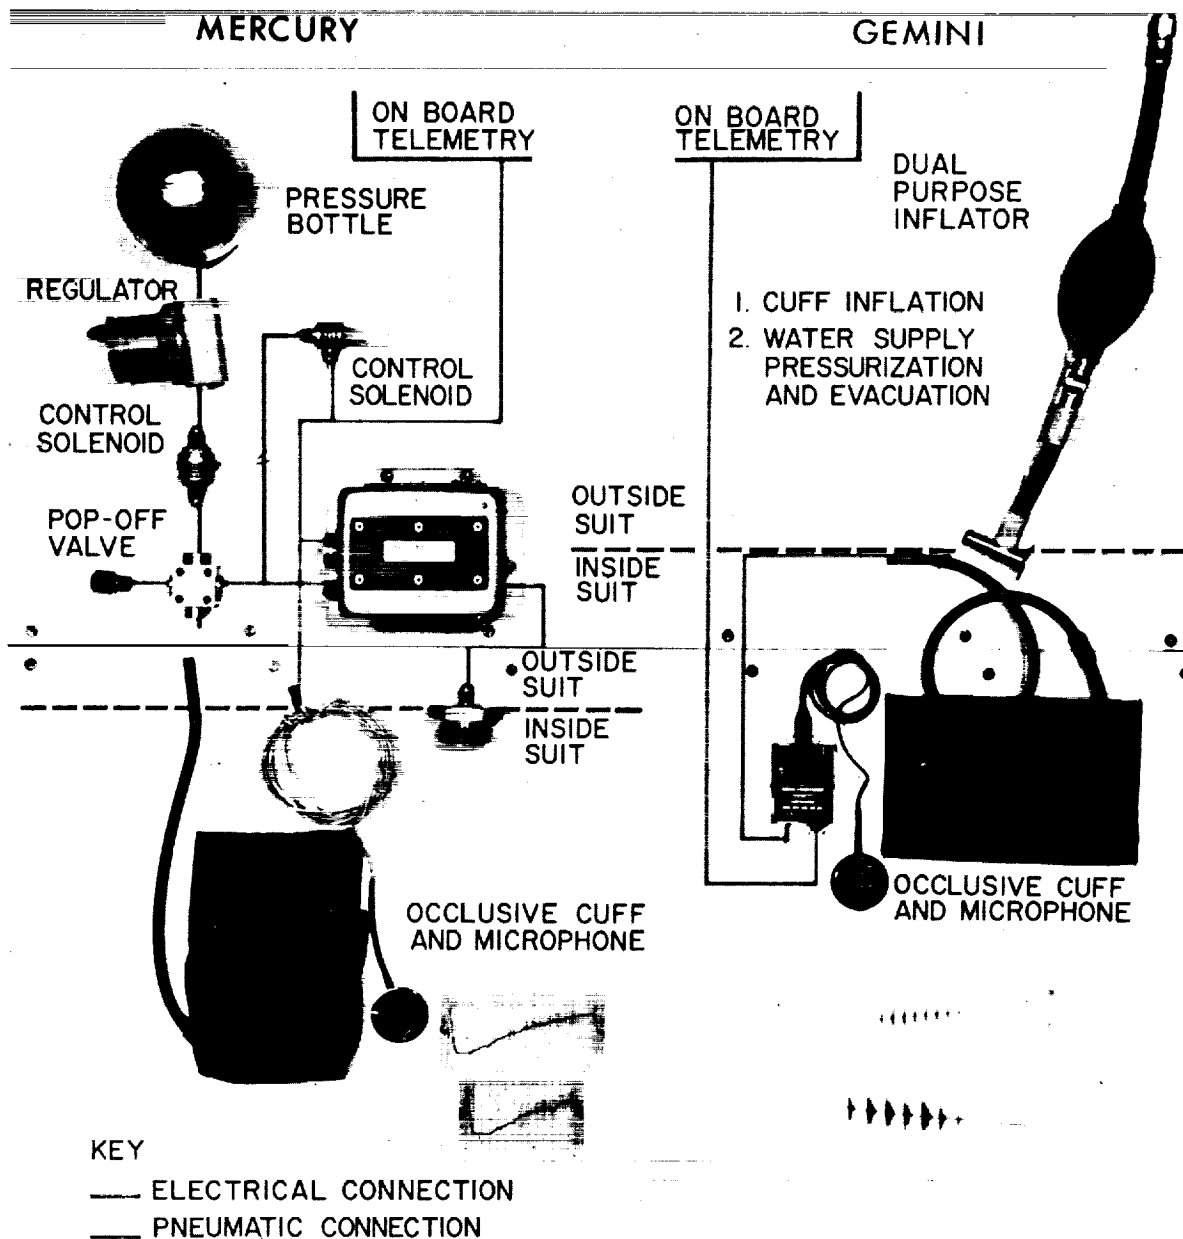 MERCURY
GEMINI
ON BOARD
TELEMETRY
ON BOARD
TELEMETRY
PRESSURE
BOTTLE
DUAL
PURPOSE
INFLATOR
REGULATOR
1. CUFF INFLATION
2. WATER SUPPLY
PRESSURIZATION
AND EVACUATION
CONTROL
SOLENOID
CONTROL
SOLENOID
POP-OFF
VALVE
OUTSIDE
SUIT
INSIDE
SUIT
OUTSIDE
SUIT
INSIDE
SUIT
OCCLUSIVE CUFF
AND MICROPHONE
OCCLUSIVE CUFF
AND MICROPHONE
KEY
ELECTRICAL CONNECTION
PNEUMATIC CONNECTION